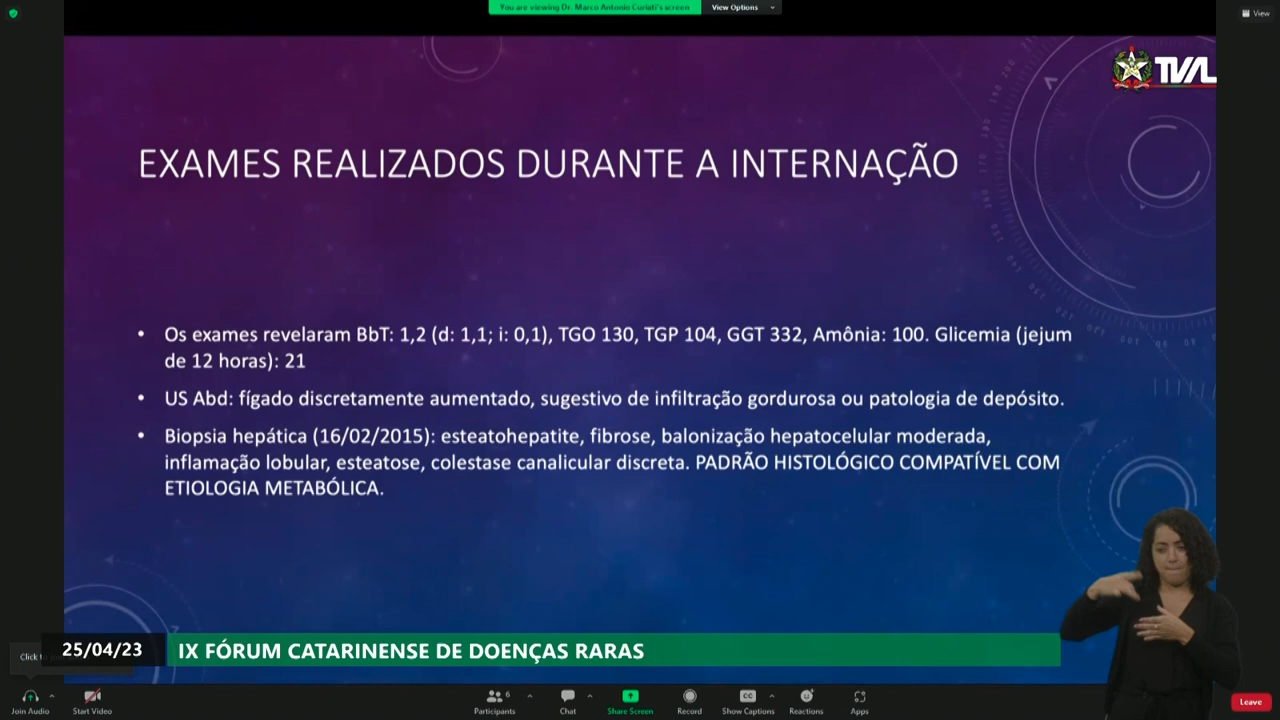 You are viewing Dr. Marco Antonio Curiati's screen
View Options
View
TVAL
EXAMES REALIZADOS DURANTE A INTERNAÇÃO
• Os exames revelaram BbT: 1,2 (d: 1,1; i: 0,1), TGO 130, TGP 104, GGT 332, Amônia: 100. Glicemia (jejum
de 12 horas): 21
• US Abd: fígado discretamente aumentado, sugestivo de infiltração gordurosa ou patologia de depósito.
• Biopsia hepática (16/02/2015): esteatohepatite, fibrose, balonização hepatocelular moderada,
inflamação lobular, esteatose, colestase canalicular discreta. PADRÃO HISTOLÓGICO COMPATÍVEL COM
ETIOLOGIA METABÓLICA.
25/04/23
IX FÓRUM CATARINENSE DE DOENÇAS RARAS
Click
Join Audio
Start Video
Participants
6
Chat
Share Screen
Record
CC
Show Captions
Reactions
Apps
Leave